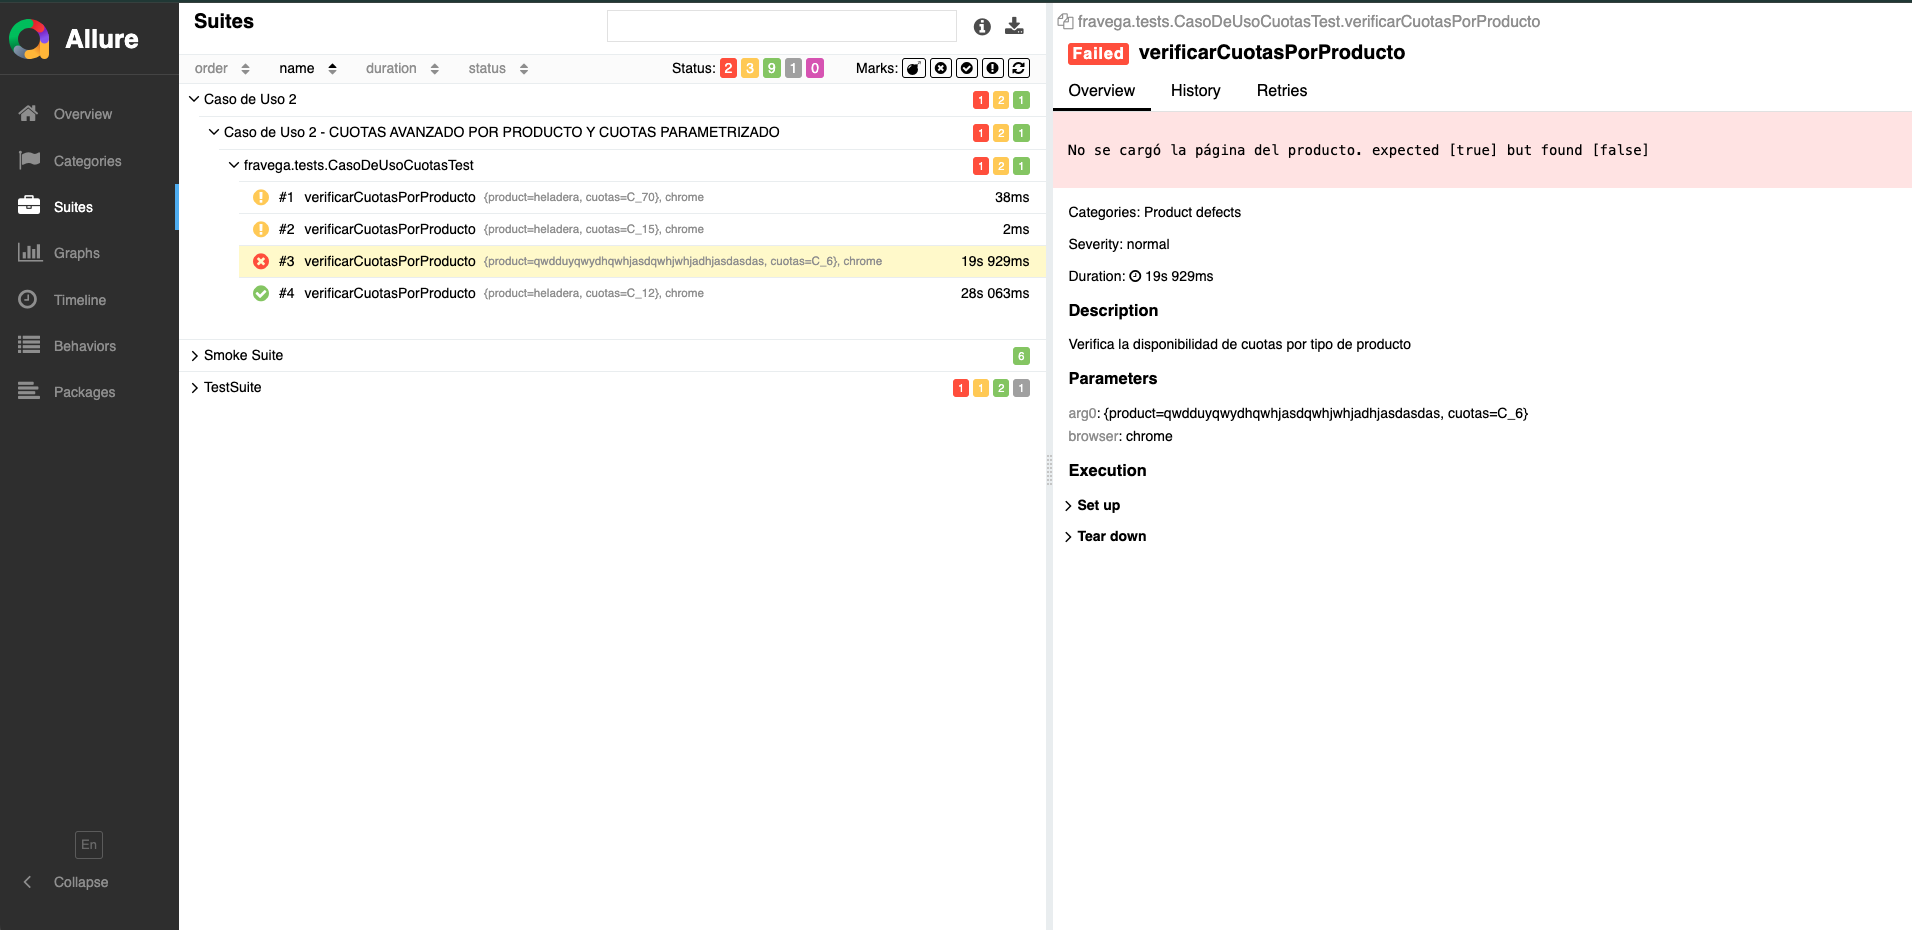 Allure
Overview
Categories
Suites
Graphs
Timeline
Behaviors
Packages
En
Collapse
Suites
order name duration status Status: 2 3 9 1 0 Marks:
Caso de Uso 2 1 2 1
Caso de Uso 2 - CUOTAS AVANZADO POR PRODUCTO Y CUOTAS PARAMETRIZADO 1 2 1
fravega.tests.CasoDeUsoCuotasTest 1 2 1
#1 verificarCuotasPorProducto {product=heladera, cuotas=C_70}, chrome 38ms
#2 verificarCuotasPorProducto {product=heladera, cuotas=C_15}, chrome 2ms
#3 verificarCuotasPorProducto {product=qwdduyqwydhqwhjasdqwhjwhjadhjasdasdas, cuotas=C_6}, chrome 19s 929ms
#4 verificarCuotasPorProducto {product=heladera, cuotas=C_12}, chrome 28s 063ms
Smoke Suite 6
TestSuite 1 1 2 1
fravega.tests.CasoDeUsoCuotasTest.verificarCuotasPorProducto
Failed verificarCuotasPorProducto
Overview History Retries
No se cargó la página del producto. expected [true] but found [false]
Categories: Product defects
Severity: normal
Duration: 19s 929ms
Description
Verifica la disponibilidad de cuotas por tipo de producto
Parameters
arg0: {product=qwdduyqwydhqwhjasdqwhjwhjadhjasdasdas, cuotas=C_6}
browser: chrome
Execution
Set up
Tear down